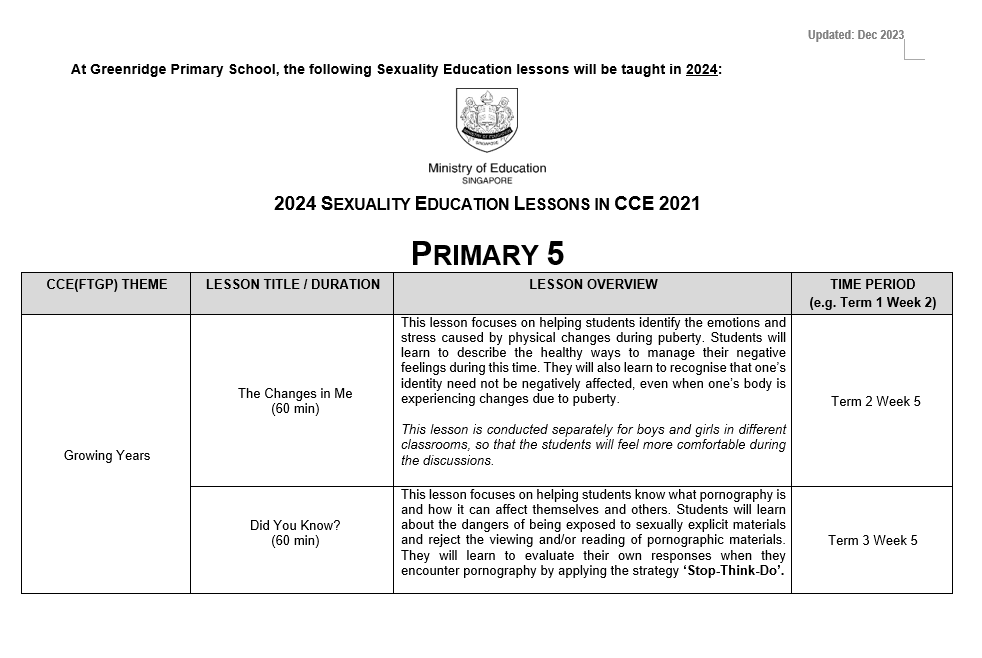 Updated: Dec 2023
At Greenridge Primary School, the following Sexuality Education lessons will be taught in 2024:
Ministry of Education
SINGAPORE
2024 SEXUALITY EDUCATION LESSONS IN CCE 2021
PRIMARY 5
CCE(FTGP) THEME
LESSON TITLE / DURATION
LESSON OVERVIEW
TIME PERIOD
(e.g. Term 1 Week 2)
Growing Years
The Changes in Me
(60 min)
This lesson focuses on helping students identify the emotions and
stress caused by physical changes during puberty. Students will
learn to describe the healthy ways to manage their negative
feelings during this time. They will also learn to recognise that one's
identity need not be negatively affected, even when one's body is
experiencing changes due to puberty.
This lesson is conducted separately for boys and girls in different
classrooms, so that the students will feel more comfortable during
the discussions.
Term 2 Week 5
Did You Know?
(60 min)
This lesson focuses on helping students know what pornography is
and how it can affect themselves and others. Students will learn
about the dangers of being exposed to sexually explicit materials
and reject the viewing and/or reading of pornographic materials.
They will learn to evaluate their own responses when they
encounter pornography by applying the strategy ‘Stop-Think-Do’.
Term 3 Week 5